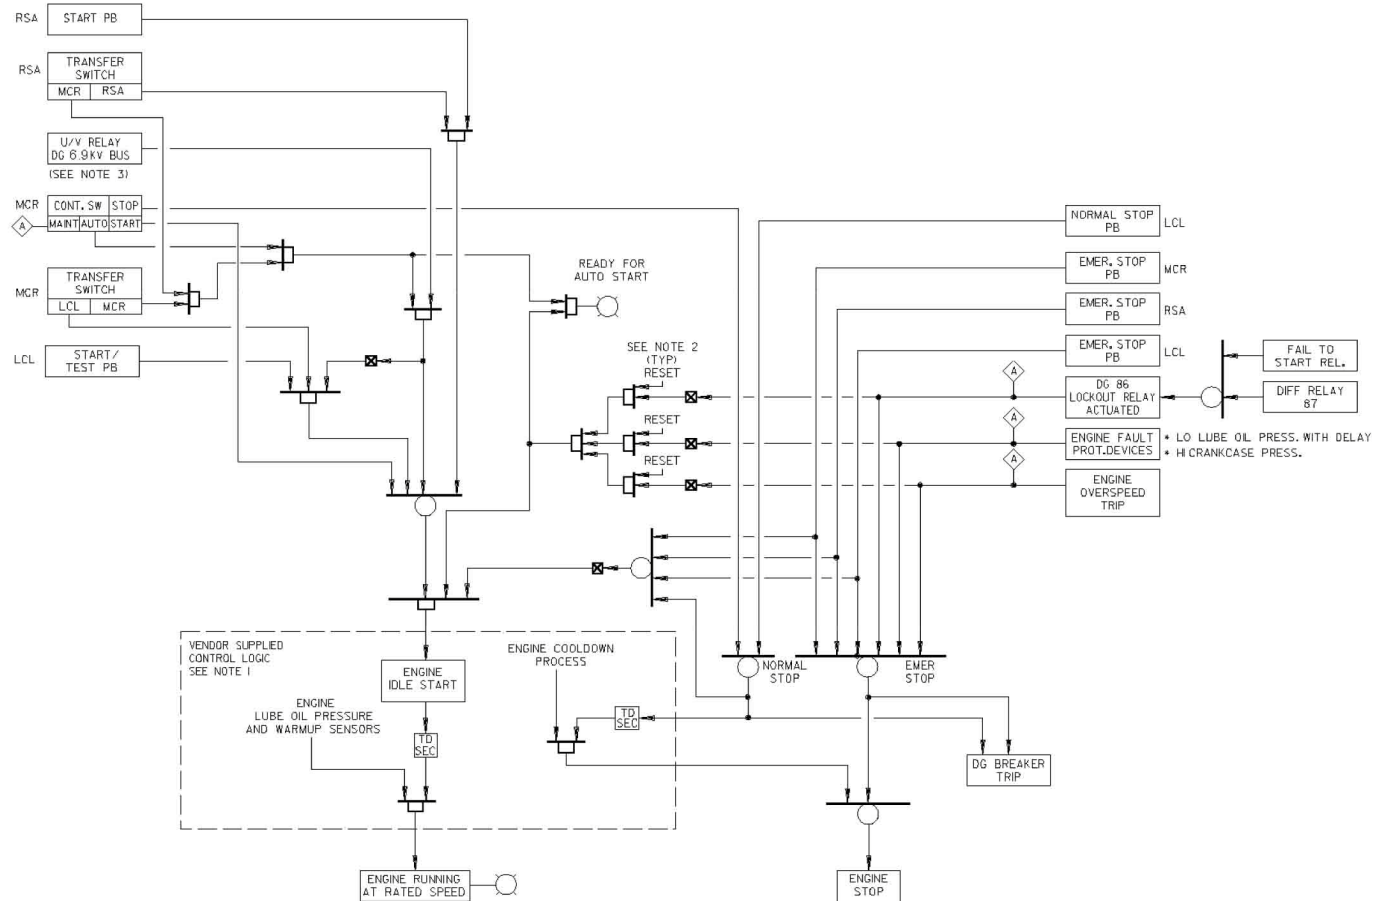 RSA
START PB
RSA
TRANSFER
SWITCH
MCR
RSA
U/V RELAY
DG 6.9KV BUS
(SEE NOTE 3)
MCR
CONT. SW
STOP
A
MAINT
AUTO
START
MCR
TRANSFER
SWITCH
LCL
MCR
LCL
START/
TEST PB
READY FOR
AUTO START
SEE NOTE 2
(TYP)
RESET
RESET
RESET
NORMAL STOP
PB
LCL
EMER. STOP
PB
MCR
EMER. STOP
PB
RSA
EMER. STOP
PB
LCL
A
DG 86
LOCKOUT RELAY
ACTUATED
FAIL TO
START REL.
DIFF RELAY
87
A
ENGINE FAULT
PROT.DEVICES
* LO LUBE OIL PRESS. WITH DELAY
* HI CRANKCASE PRESS.
A
ENGINE
OVERSPEED
TRIP
VENDOR SUPPLIED
CONTROL LOGIC
SEE NOTE 1
ENGINE
IDLE START
ENGINE COOLDOWN
PROCESS
ENGINE
LUBE OIL PRESSURE
AND WARMUP SENSORS
TD
SEC
TD
SEC
NORMAL
STOP
EMER
STOP
DG BREAKER
TRIP
ENGINE RUNNING
AT RATED SPEED
ENGINE
STOP